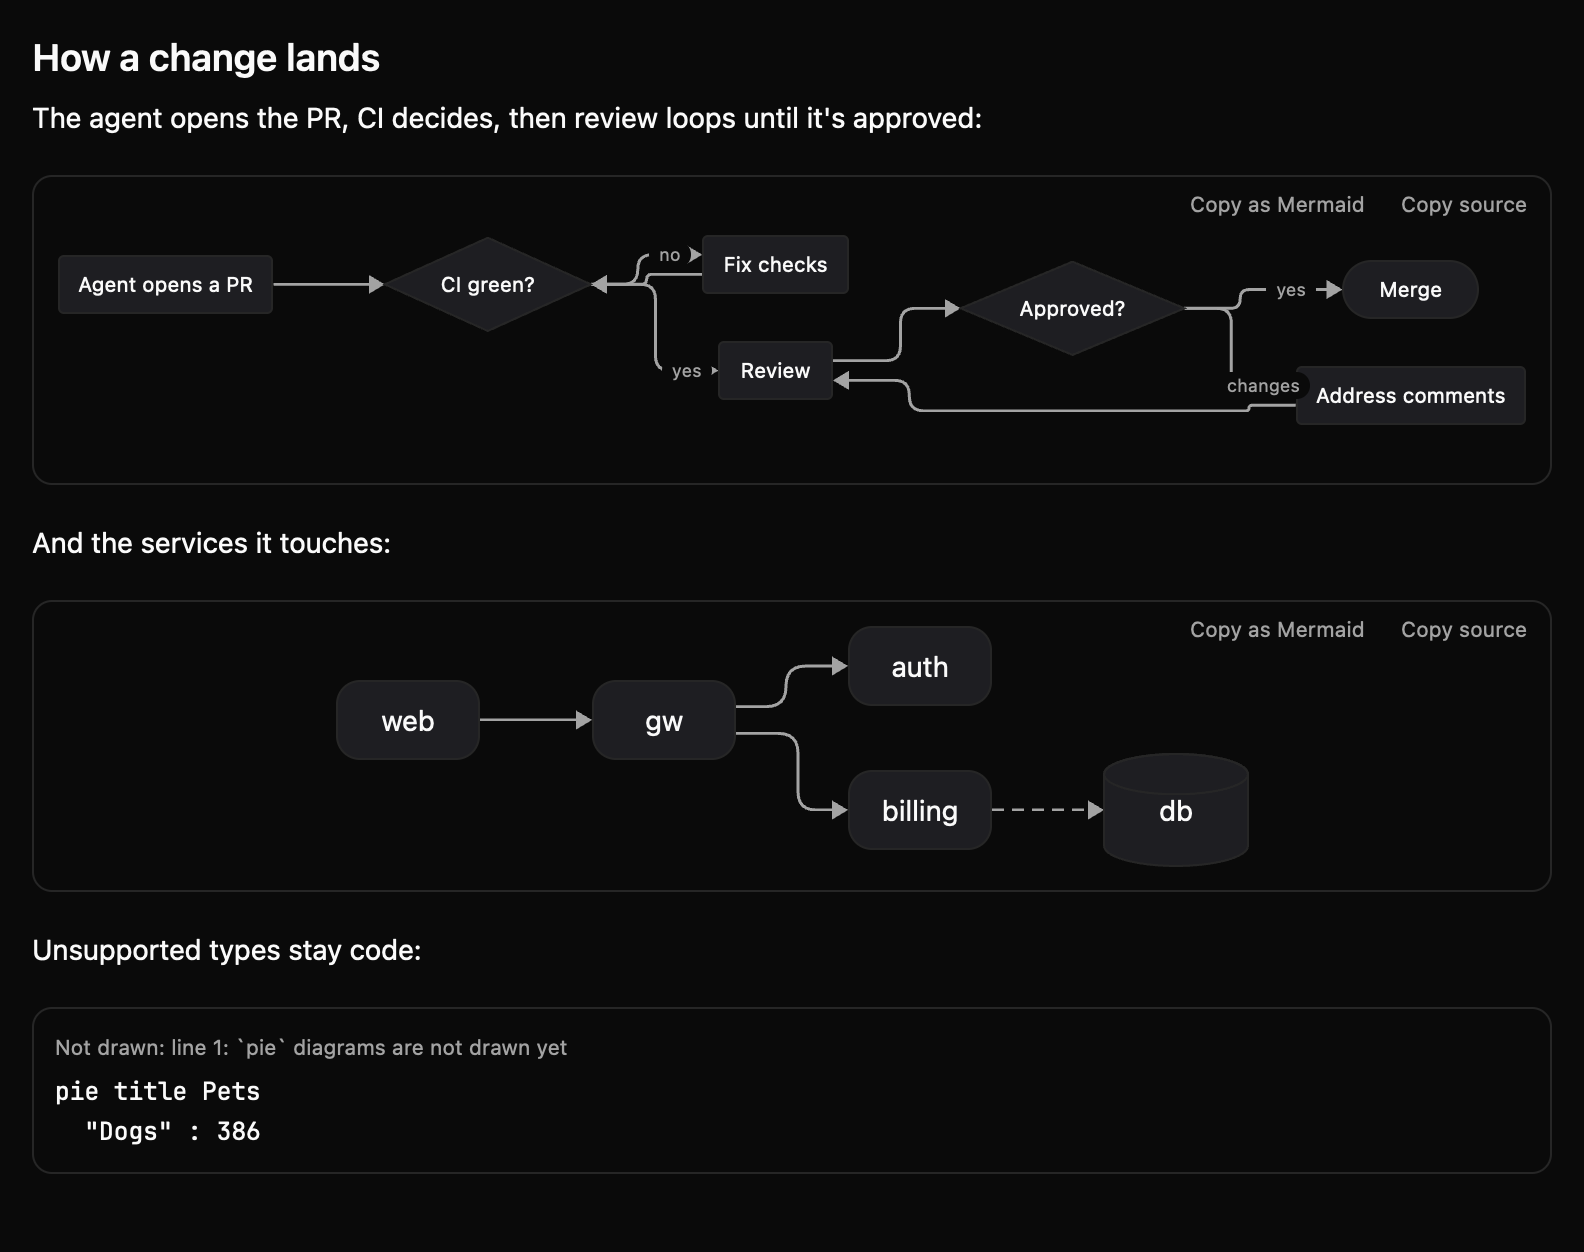 How a change lands
The agent opens the PR, CI decides, then review loops until it's approved:
Copy as Mermaid
Copy source
Agent opens a PR
CI green?
no
Fix checks
yes
Review
Approved?
yes
Merge
changes
Address comments
And the services it touches:
Copy as Mermaid
Copy source
web
gw
auth
billing
db
Unsupported types stay code:
Not drawn: line 1: `pie` diagrams are not drawn yet
pie title Pets
  "Dogs" : 386